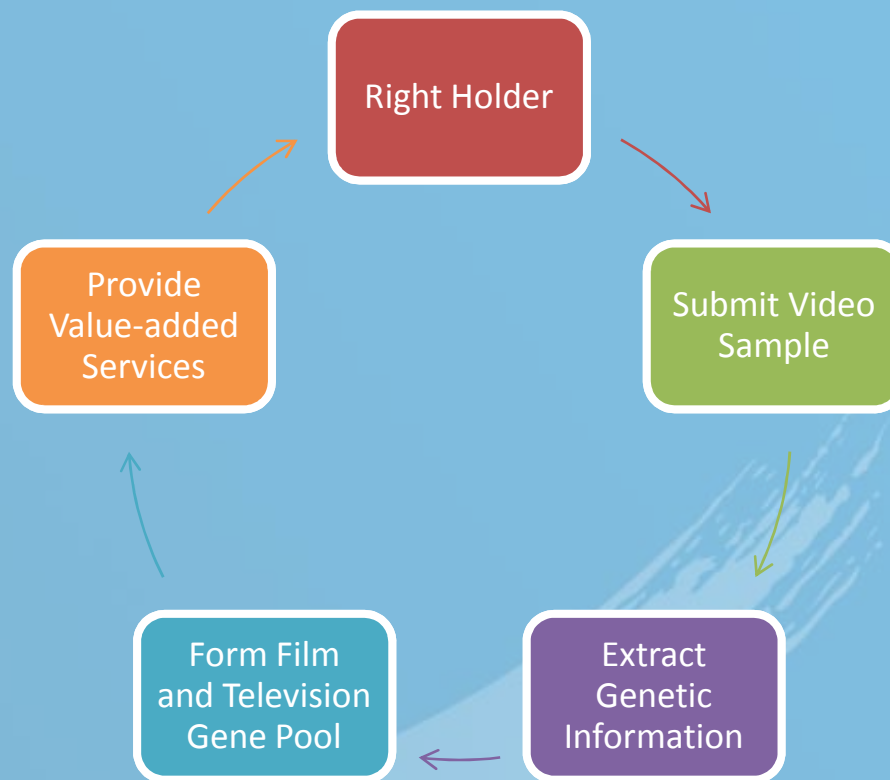 Right Holder
Submit Video
Sample
Extract
Genetic
Information
Form Film
and Television
Gene Pool
Provide
Value-added
Services